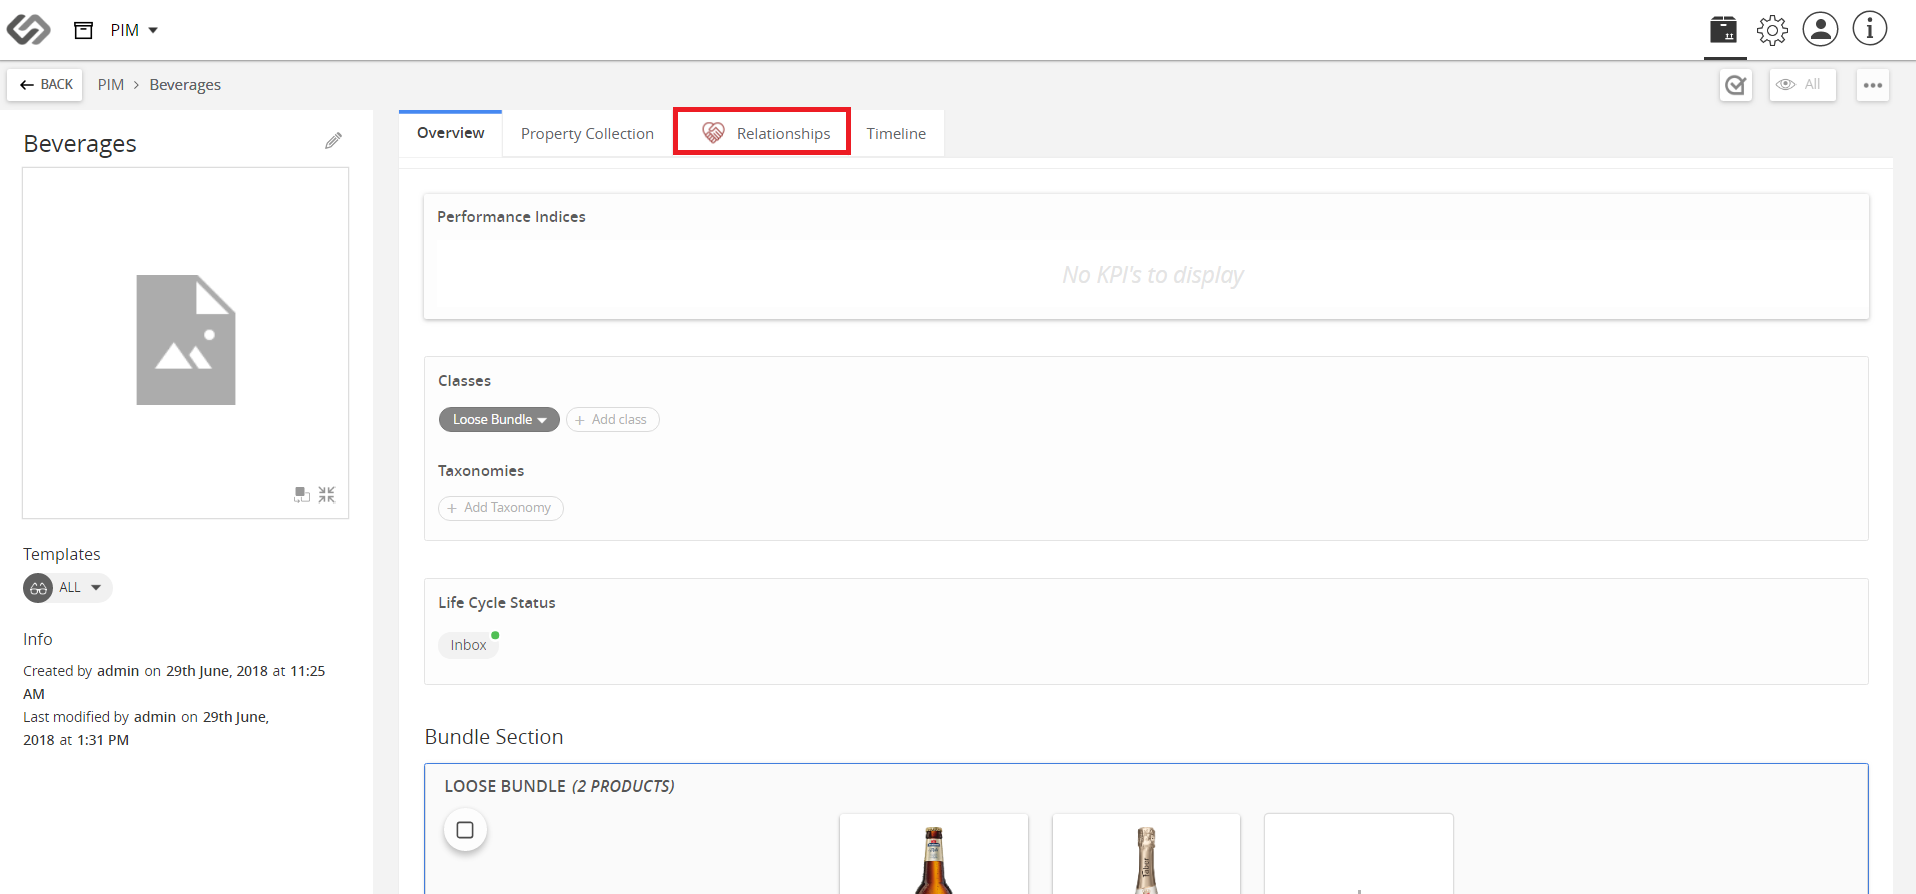 PIM
BACK
PIM > Beverages
All
Beverages
Overview
Property Collection
Relationships
Timeline
Performance Indices
No KPI's to display
Classes
Loose Bundle
+ Add class
Taxonomies
+ Add Taxonomy
Templates
ALL
Life Cycle Status
Inbox
Info
Created by admin on 29th June, 2018 at 11:25
AM
Last modified by admin on 29th June,
2018 at 1:31 PM
Bundle Section
LOOSE BUNDLE (2 PRODUCTS)